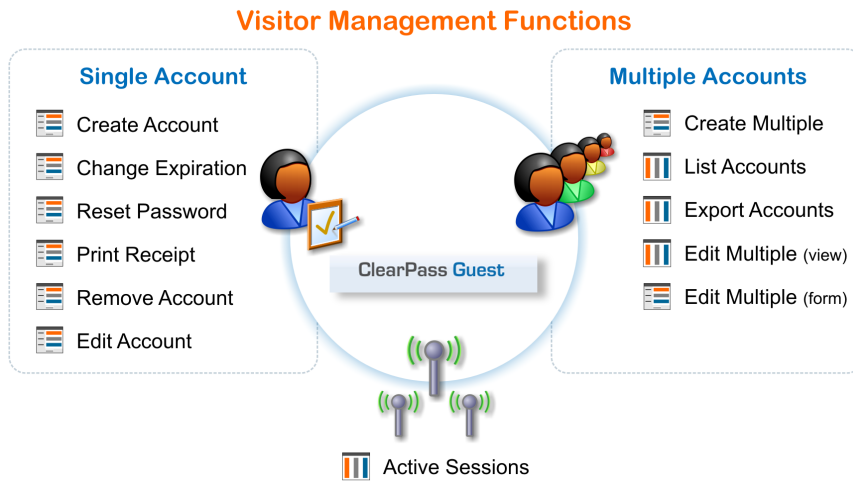 Visitor Management Functions
Single Account
Create Account
Change Expiration
Reset Password
Print Receipt
Remove Account
Edit Account
ClearPass Guest
Multiple Accounts
Create Multiple
List Accounts
Export Accounts
Edit Multiple (view)
Edit Multiple (form)
Active Sessions